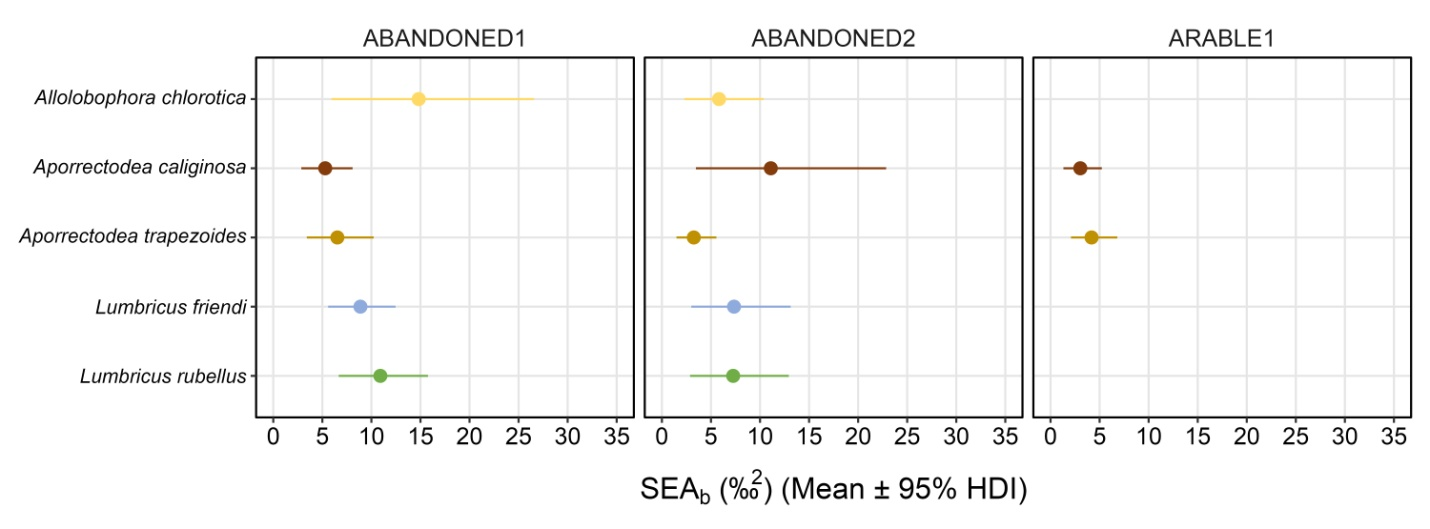 ABANDONED1 ABANDONED2 ARABLE1
Allolobophora chlorotica
Aporrectodea caliginosa
Aporrectodea trapezoides
Lumbricus friendi
Lumbricus rubellus
0 5 10 15 20 25 30 35 0 5 10 15 20 25 30 35 0 5 10 15 20 25 30 35
SEAb (‰²) (Mean ± 95% HDI)